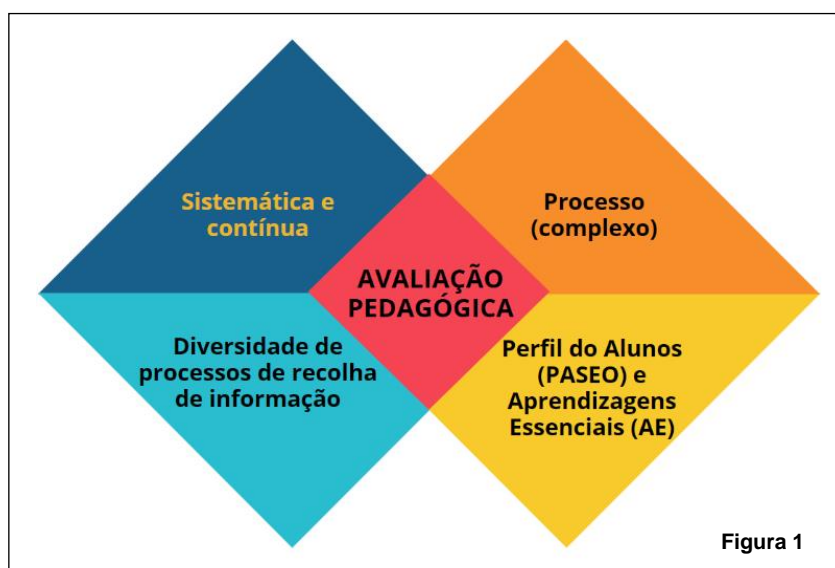 Sistemática e
contínua
Processo
(complexo)
AVALIAÇÃO
PEDAGÓGICA
Diversidade de
processos de recolha
de informação
Perfil do Alunos
(PASEO) e
Aprendizagens
Essenciais (AE)
Figura 1